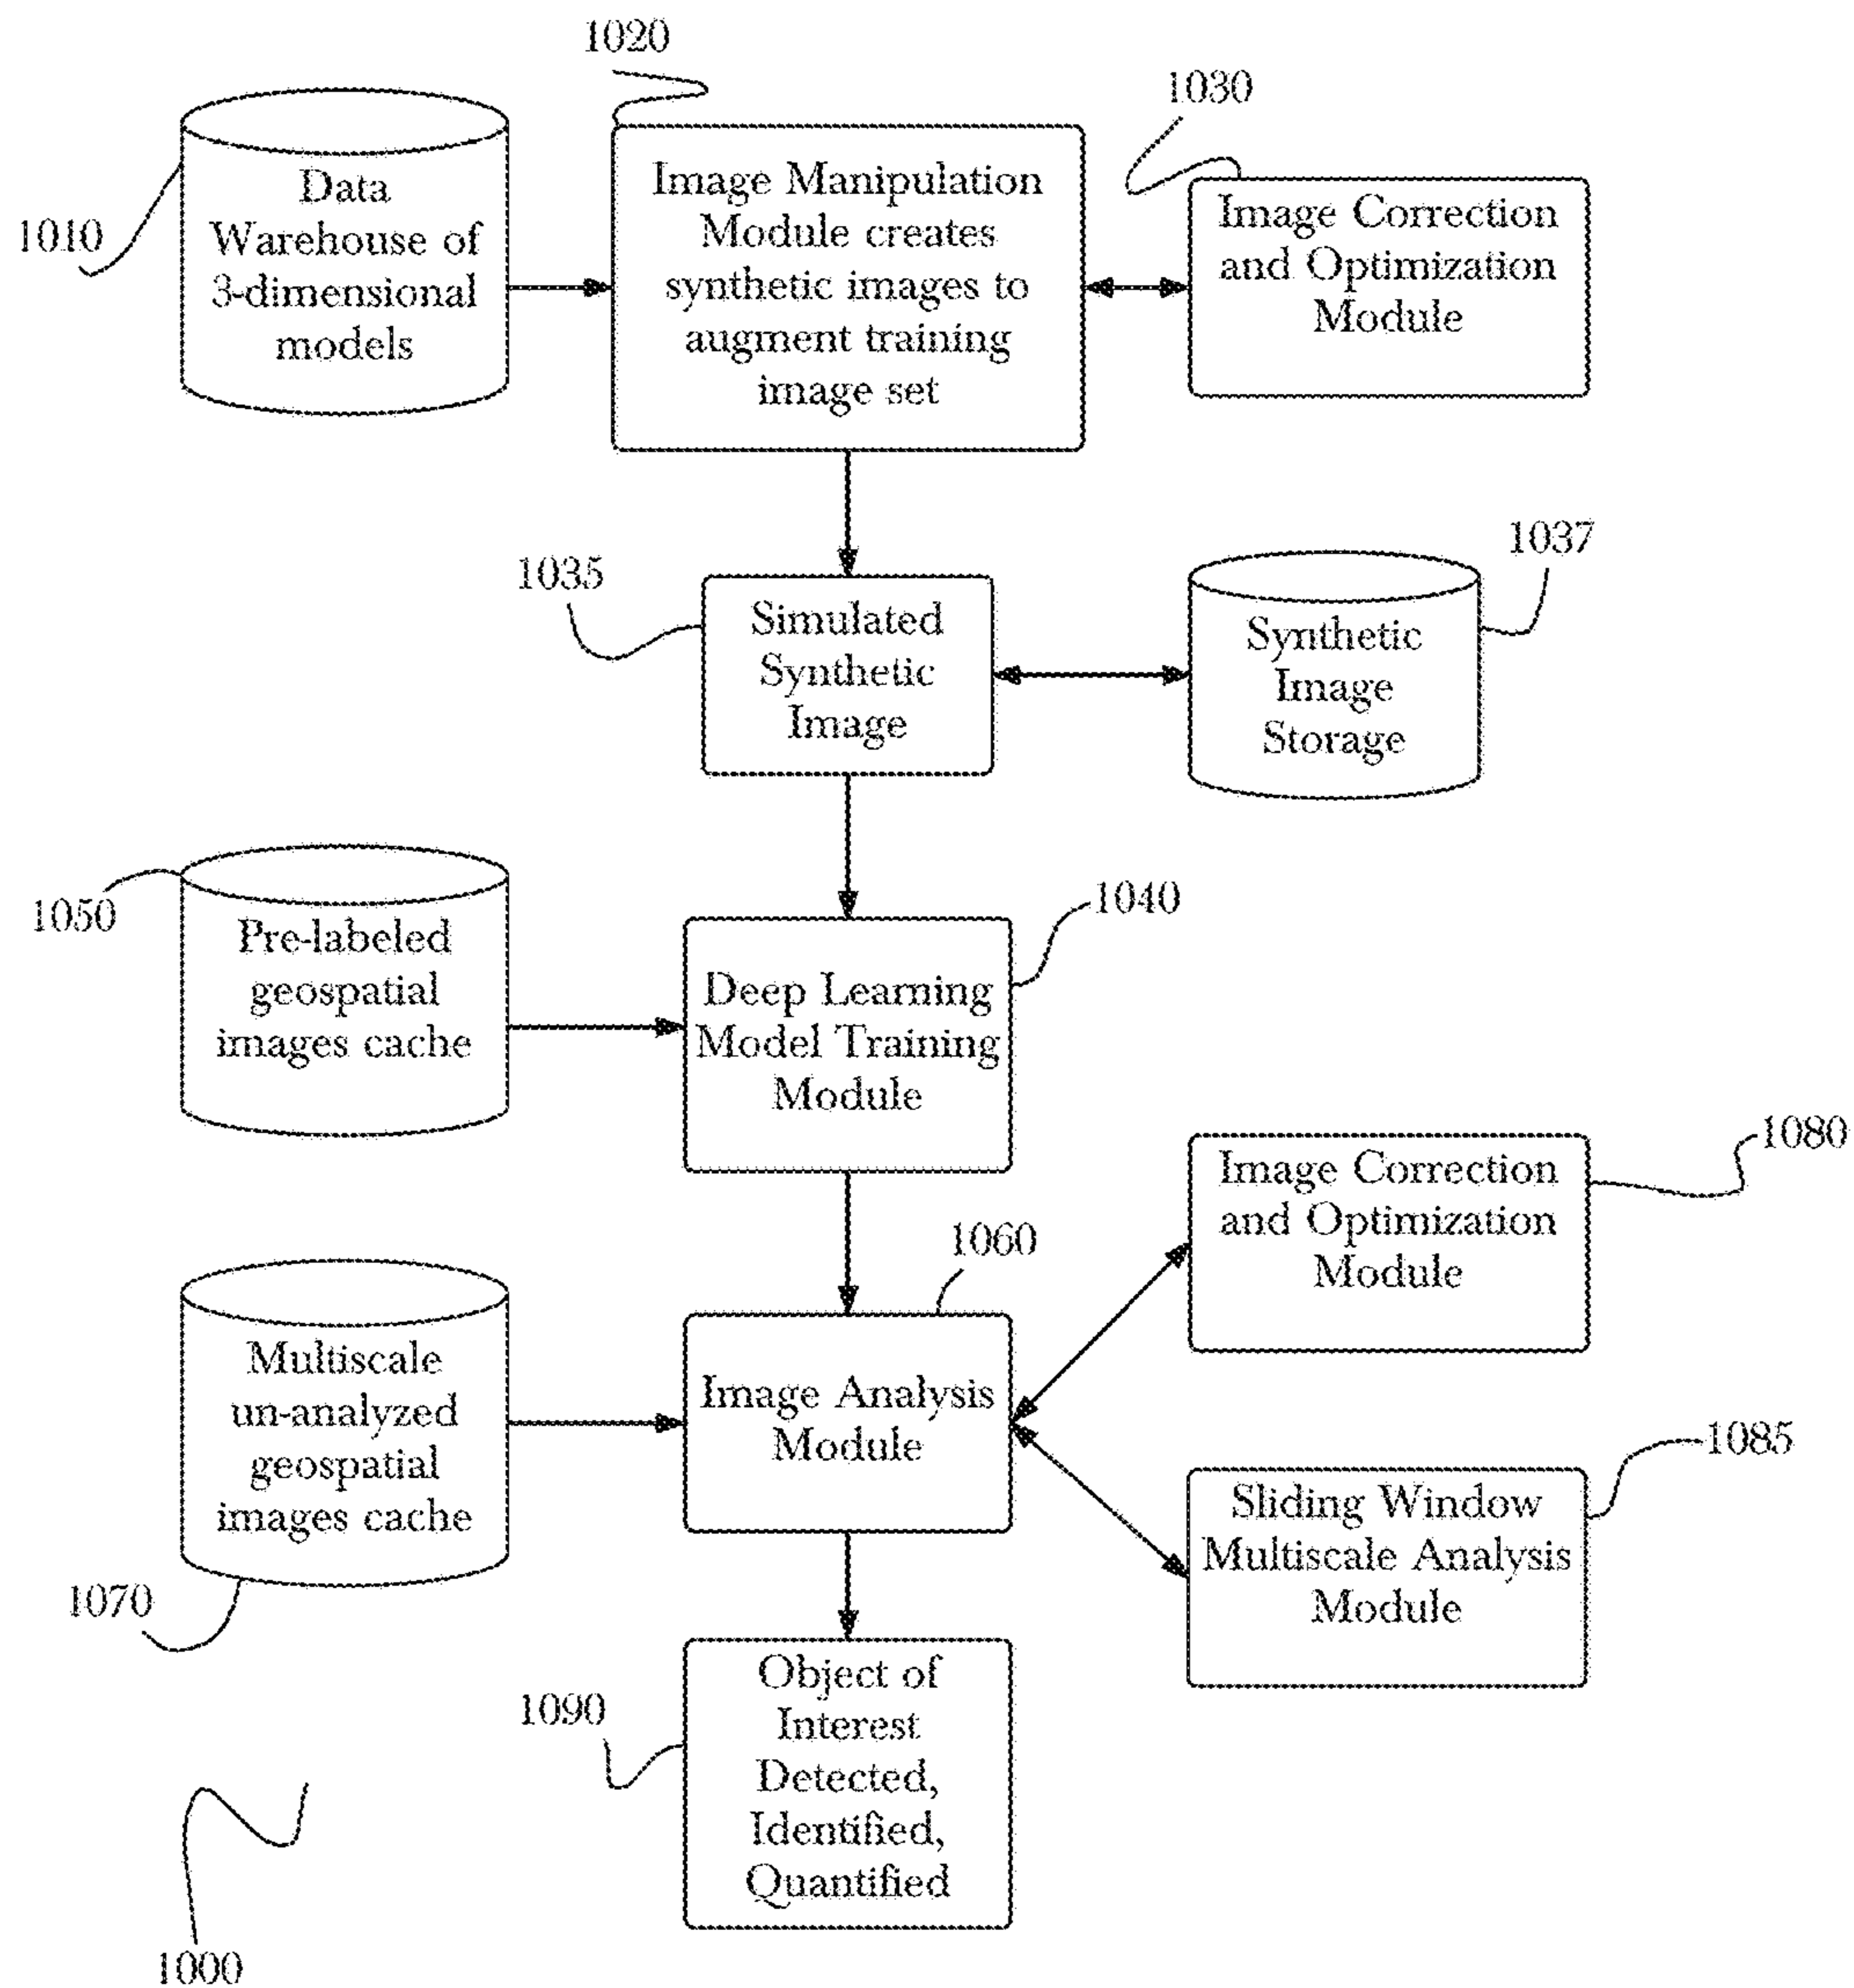 1020
1030
1010
Data
Warehouse of
3-dimensional
models
Image Manipulation
Module creates
synthetic images to
augment training
image set
Image Correction
and Optimization
Module
1035
1037
Simulated
Synthetic
Image
Synthetic
Image
Storage
1050
Pre-labeled
geospatial
images cache
1040
Deep Learning
Model Training
Module
1080
Image Correction
and Optimization
Module
1060
Multiscale
un-analyzed
geospatial
images cache
1070
Image Analysis
Module
1085
Sliding Window
Multiscale Analysis
Module
1090
Object of
Interest
Detected,
Identified,
Quantified
1000